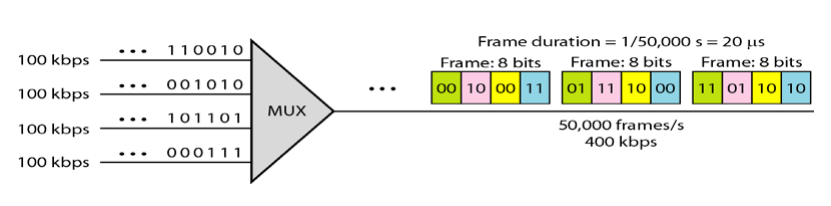 Frame duration = 1/50,000 s = 20 μs
Frame: 8 bits Frame: 8 bits Frame: 8 bits
100 kbps ••• 110010
100 kbps ••• 001010
100 kbps ••• 101101
100 kbps ••• 000111
MUX
••• 00 10 00 11 01 11 10 00 11 01 10 10
50,000 frames/s
400 kbps